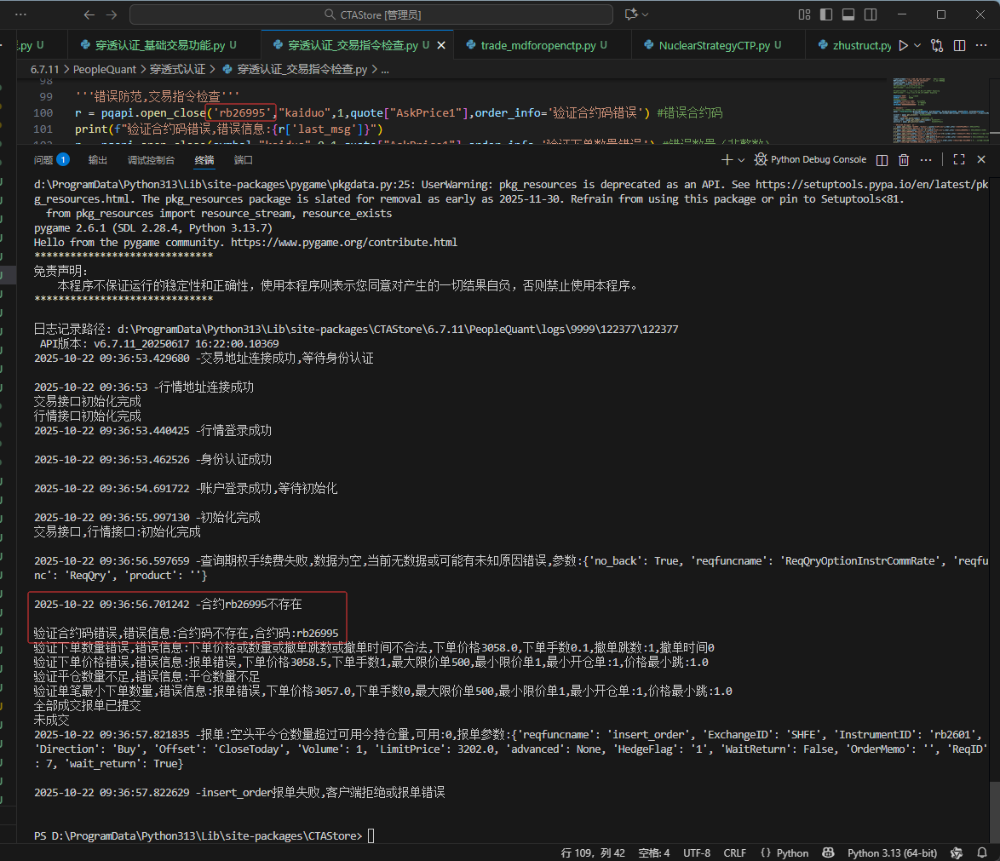 CTAStore [管理员]
.py U
穿透认证_基础交易功能.py U
穿透认证_交易指令检查.py U
trade_mdforopenctp.py U
NuclearStrategyCTP.py U
zhustruct.py
6.7.11 > PeopleQuant > 穿透式认证 > 穿透认证_交易指令检查.py > ...
98
99 '''错误防范,交易指令检查'''
100 r = pqapi.open_close('rb26995',"kaiduo",1,quote["AskPrice1"],order_info='验证合约码错误') #错误合约码
101 print(f"验证合约码错误,错误信息:{r['last_msg']}")
问题 1 输出 调试控制台 终端 端口
Python Debug Console
d:\ProgramData\Python313\Lib\site-packages\pygame\pkgdata.py:25: UserWarning: pkg_resources is deprecated as an API. See https://setuptools.pypa.io/en/latest/pk
g_resources.html. The pkg_resources package is slated for removal as early as 2025-11-30. Refrain from using this package or pin to Setuptools<81.
from pkg_resources import resource_stream, resource_exists
pygame 2.6.1 (SDL 2.28.4, Python 3.13.7)
Hello from the pygame community. https://www.pygame.org/contribute.html
******************************
免责声明:
本程序不保证运行的稳定性和正确性，使用本程序则表示您同意对产生的一切结果自负，否则禁止使用本程序。
******************************
日志记录路径: d:\ProgramData\Python313\Lib\site-packages\CTAStore\6.7.11\PeopleQuant\logs\9999\122377\122377
API版本: v6.7.11_20250617 16:22:00.10369
2025-10-22 09:36:53.429680 -交易地址连接成功,等待身份认证
2025-10-22 09:36:53 -行情地址连接成功
交易接口初始化完成
行情接口初始化完成
2025-10-22 09:36:53.440425 -行情登录成功
2025-10-22 09:36:53.462526 -身份认证成功
2025-10-22 09:36:54.691722 -账户登录成功,等待初始化
2025-10-22 09:36:55.997130 -初始化完成
交易接口,行情接口:初始化完成
2025-10-22 09:36:56.597659 -查询期权手续费失败,数据为空,当前无数据或可能有未知原因错误,参数:{'no_back': True, 'reqfuncname': 'ReqQryOptionInstrCommRate', 'reqfu
nc': 'ReqQry', 'product': ''}
2025-10-22 09:36:56.701242 -合约rb26995不存在
验证合约码错误,错误信息:合约码不存在,合约码:rb26995
验证下单数量错误,错误信息:下单价格或数量或撤单跳数或撤单时间不合法,下单价格3058.0,下单手数0.1,撤单跳数:1,撤单时间0
验证下单价格错误,错误信息:报单错误,下单价格3058.5,下单手数1,最大限价单500,最小限价单1,最小开仓单:1,价格最小跳:1.0
验证平仓数量不足,错误信息:平仓数量不足
验证单笔最小下单数量,错误信息:报单错误,下单价格3057.0,下单手数0,最大限价单500,最小限价单1,最小开仓单:1,价格最小跳:1.0
全部成交报单已提交
未成交
2025-10-22 09:36:57.821835 -报单:空头平今仓数量超过可用今持仓量,可用:0,报单参数:{'reqfuncname': 'insert_order', 'ExchangeID': 'SHFE', 'InstrumentID': 'rb2601',
'Direction': 'Buy', 'Offset': 'CloseToday', 'Volume': 1, 'LimitPrice': 3202.0, 'advanced': None, 'HedgeFlag': '1', 'WaitReturn': False, 'OrderMemo': '', 'ReqID'
: 7, 'wait_return': True}
2025-10-22 09:36:57.822629 -insert_order报单失败,客户端拒绝或报单错误
PS D:\ProgramData\Python313\Lib\site-packages\CTAStore>
行 109，列 42 空格: 4 UTF-8 CRLF {} Python Python 3.13 (64-bit)